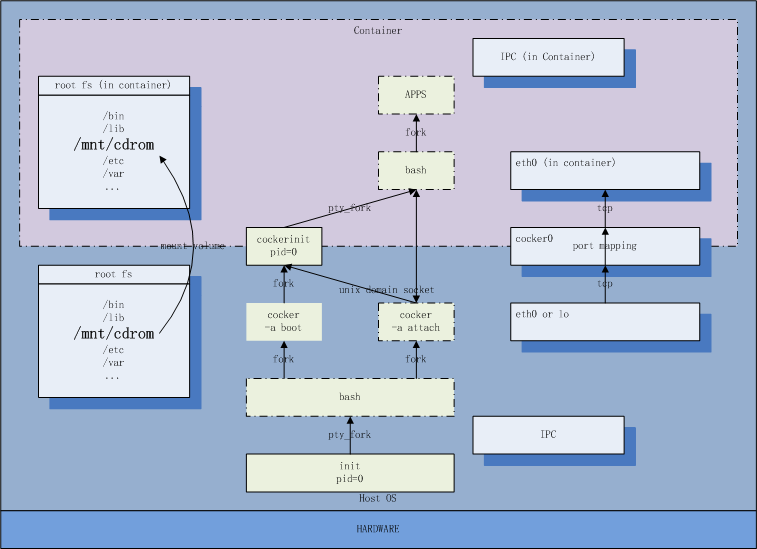 Container
IPC (in Container)
root fs (in container)
/bin
/lib
/mnt/cdrom
/etc
/var
...
APPS
fork
bash
pty_fork
eth0 (in container)
tcp
cockerinit
pid=0
cocker0
port mapping
mount volume
root fs
/bin
/lib
/mnt/cdrom
/etc
/var
...
fork
unix domain socket
tcp
cocker
-a boot
cocker
-a attach
eth0 or lo
fork
fork
bash
pty_fork
IPC
init
pid=0
Host OS
HARDWARE